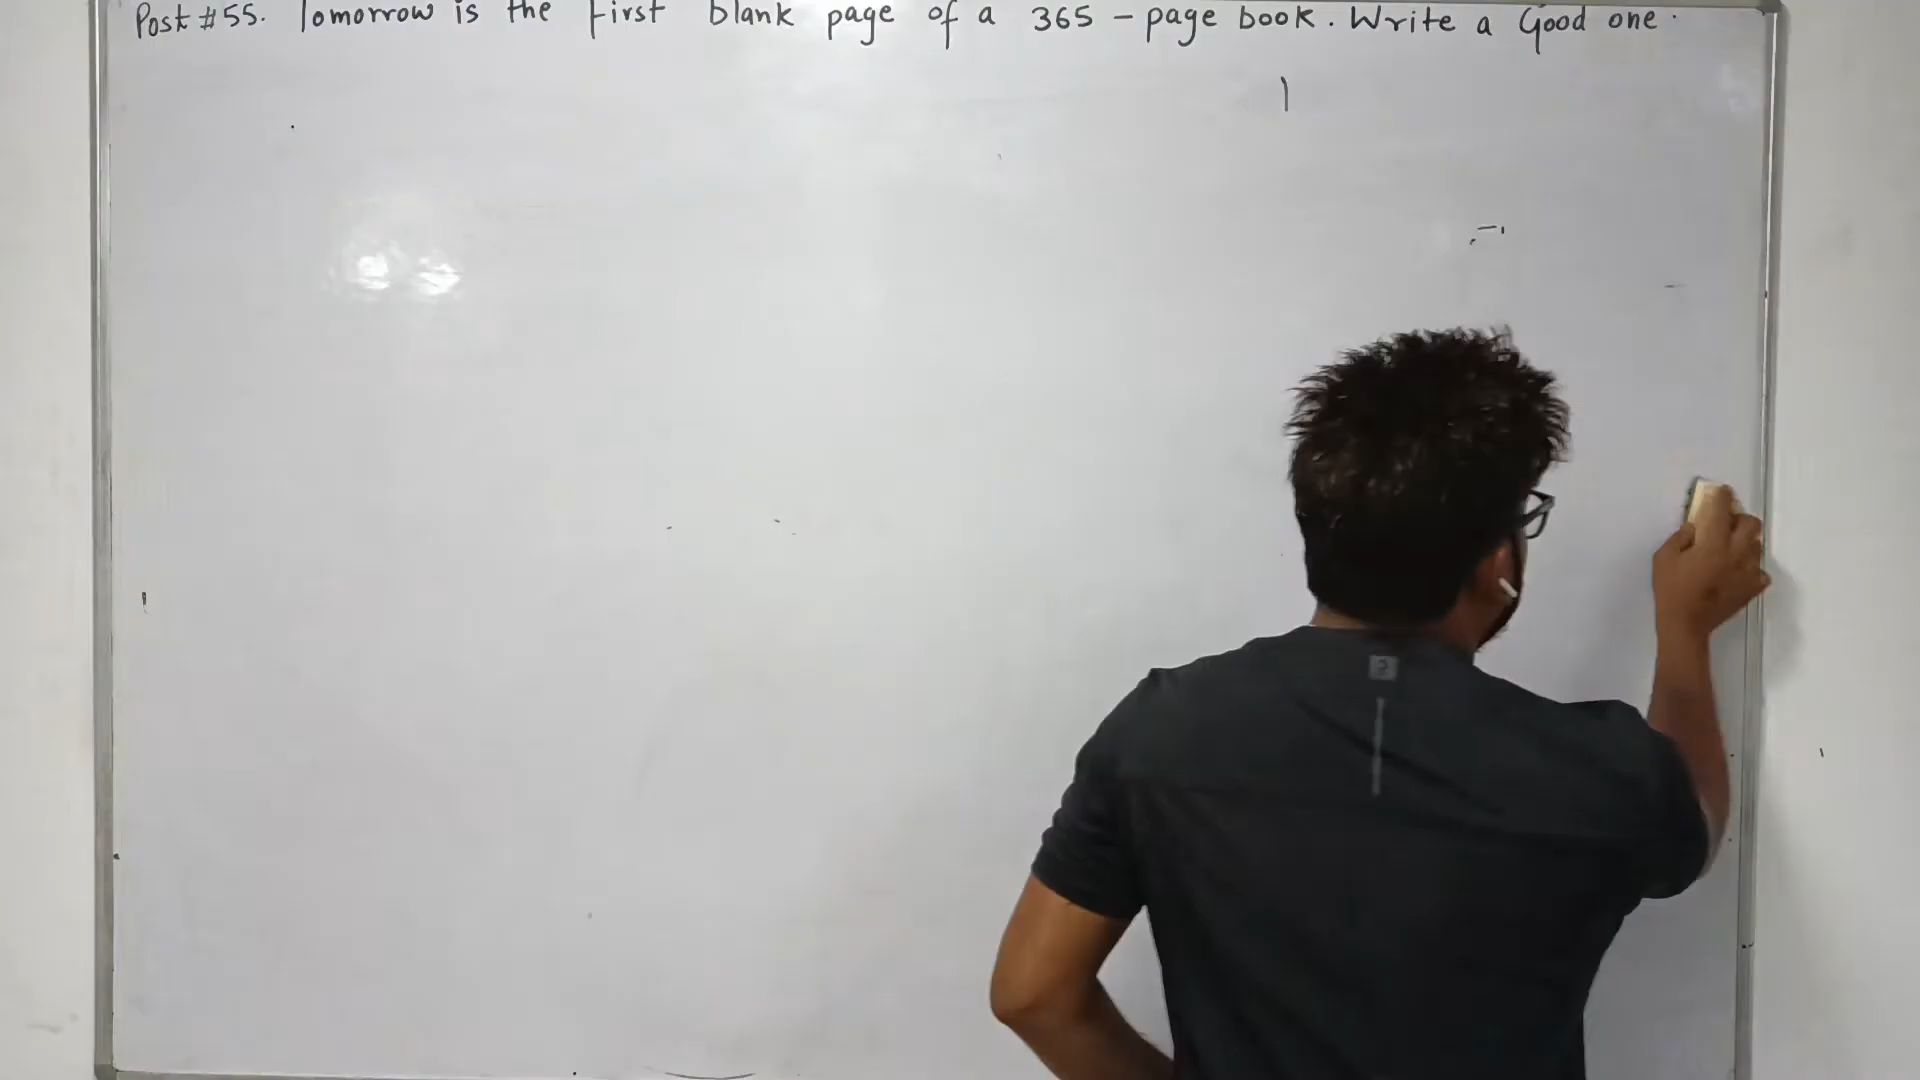 Post #55. Tomorrow is the first blank page of a 365 - page book. Write a Good one.